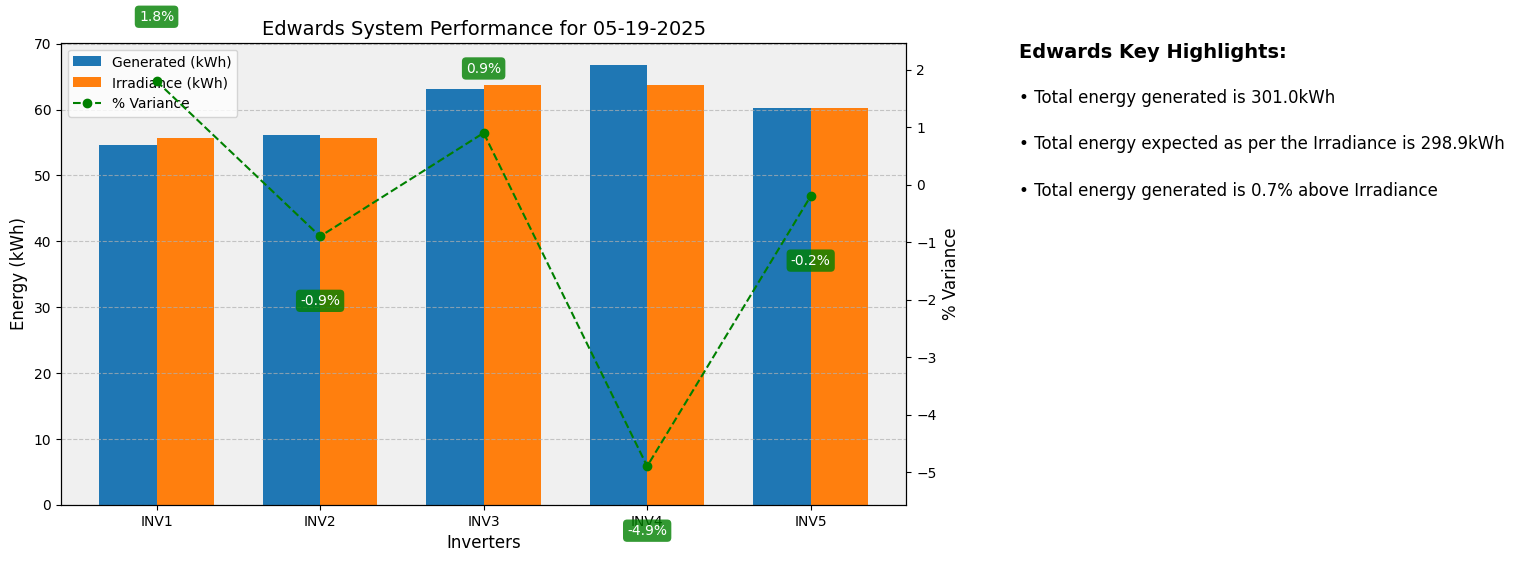 1.8%
Edwards System Performance for 05-19-2025
Generated (kWh)
Irradiance (kWh)
% Variance
70
60
50
40
30
20
10
0
Energy (kWh)
0.9%
-0.9%
-4.9%
-0.2%
INV1 INV2 INV3 INV4 INV5
Inverters
2
1
0
−1
−2
−3
−4
−5
% Variance
Edwards Key Highlights:
• Total energy generated is 301.0kWh
• Total energy expected as per the Irradiance is 298.9kWh
• Total energy generated is 0.7% above Irradiance